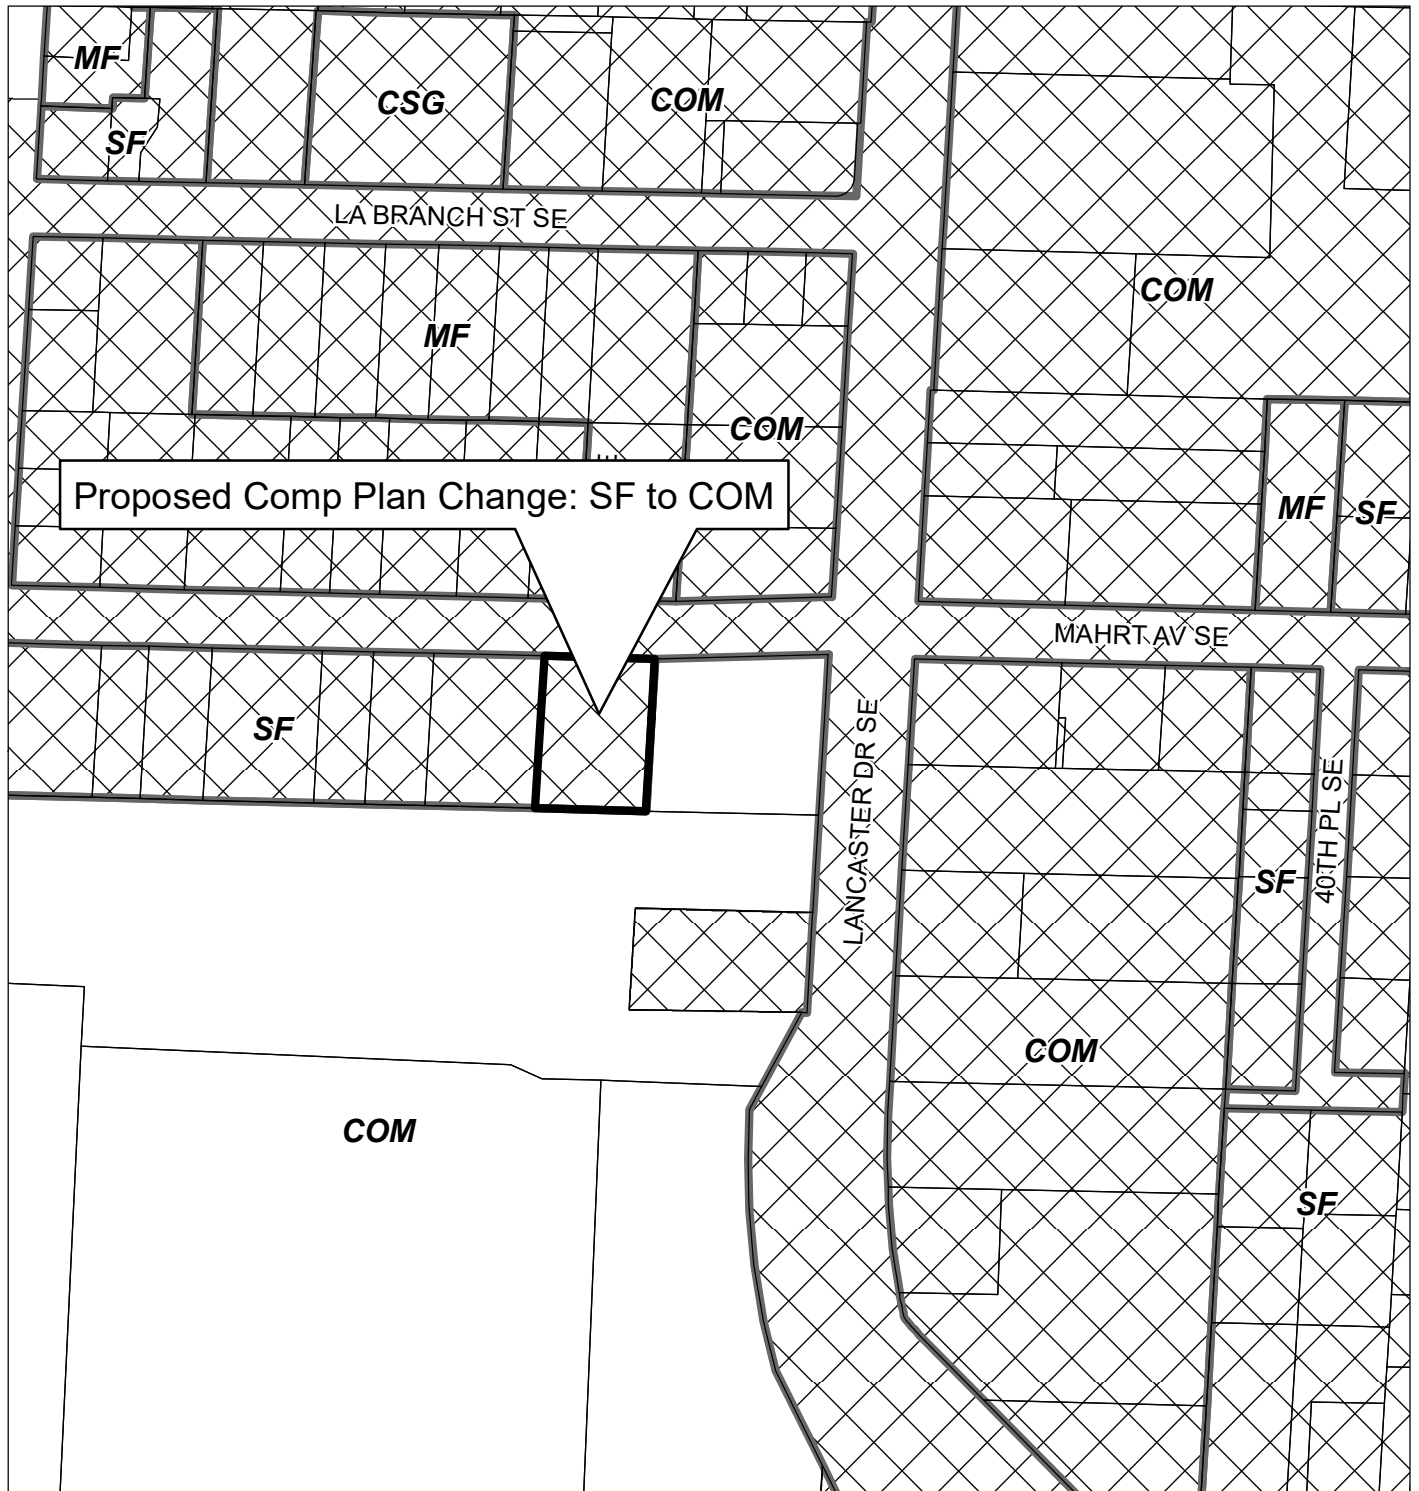 MF
CSG
COM
SF
LA BRANCH ST SE
COM
MF
COM
Proposed Comp Plan Change: SF to COM
MF
SF
MAHRT AV SE
SF
LANCASTER DR SE
40TH PL SE
SF
COM
COM
SF